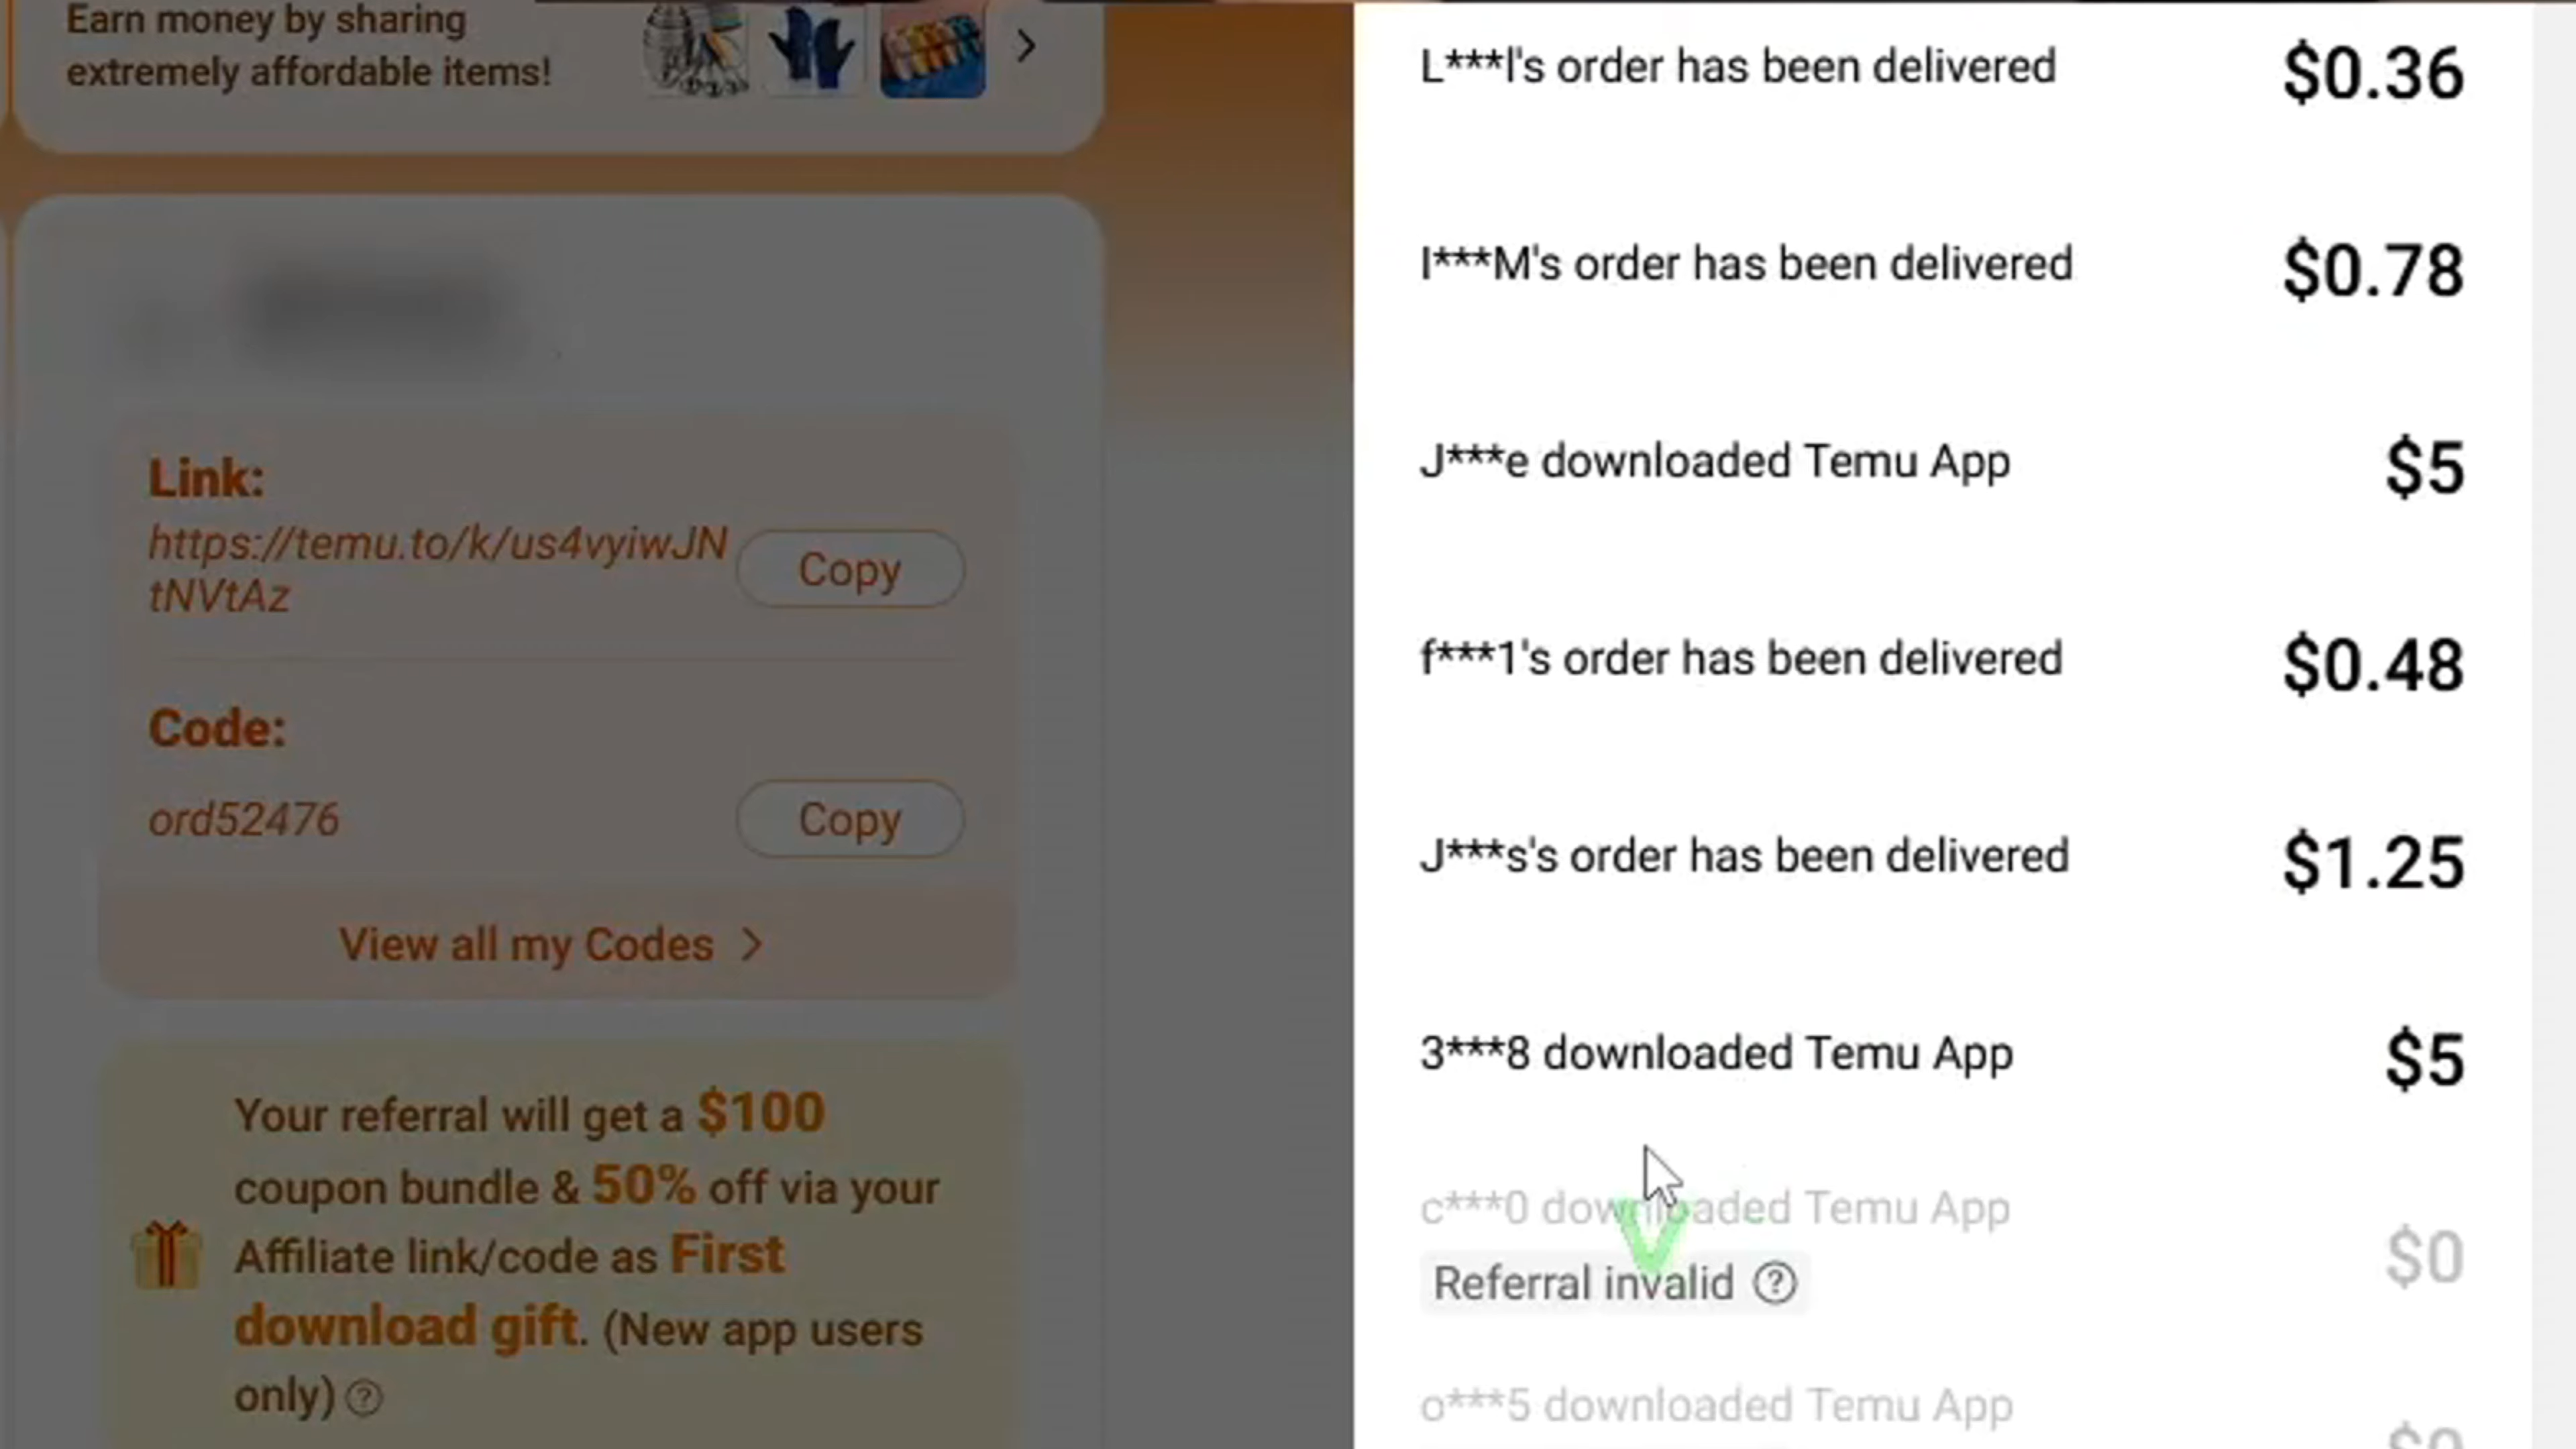 Earn money by sharing
extremely affordable items!
Link:
https://temu.to/k/us4vyiwJN
tNVtAz
Copy
Code:
ord52476
Copy
View all my Codes
Your referral will get a $100
coupon bundle & 50% off via your
Affiliate link/code as First
download gift. (New app users
only)
L***l's order has been delivered
$0.36
I***M's order has been delivered
$0.78
J***e downloaded Temu App
$5
f***1's order has been delivered
$0.48
J***s's order has been delivered
$1.25
3***8 downloaded Temu App
$5
c***0 downloaded Temu App
$0
Referral invalid
o***5 downloaded Temu App
$0